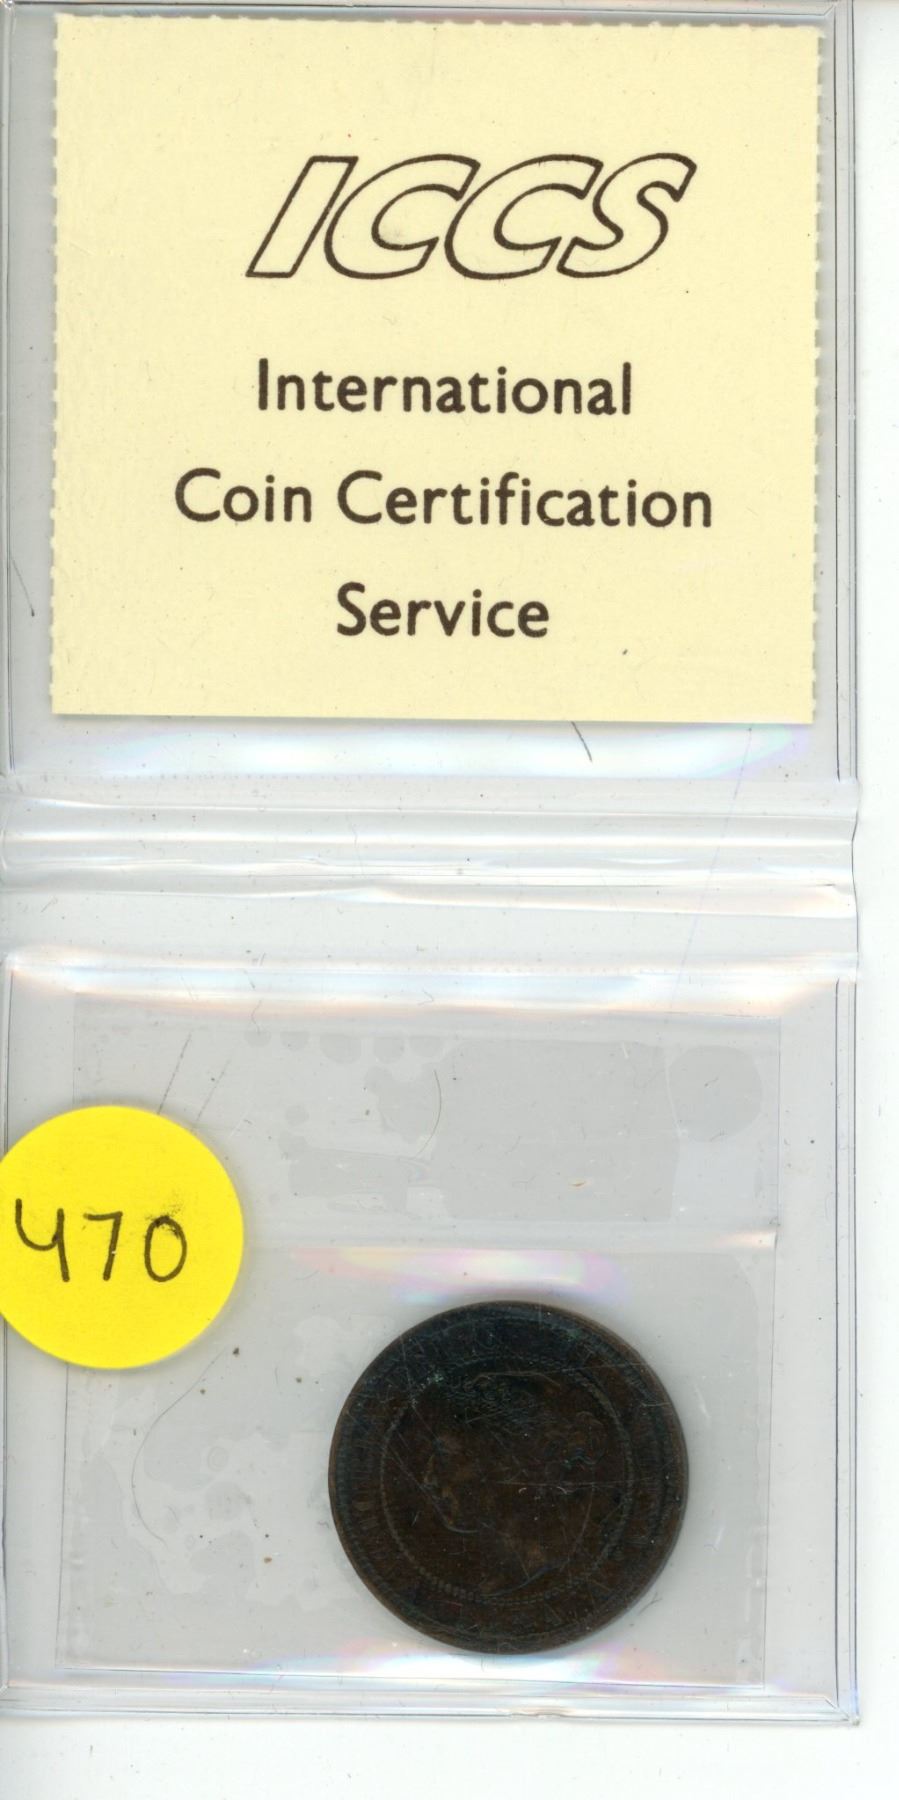 ICCS
International
Coin Certification
Service
470